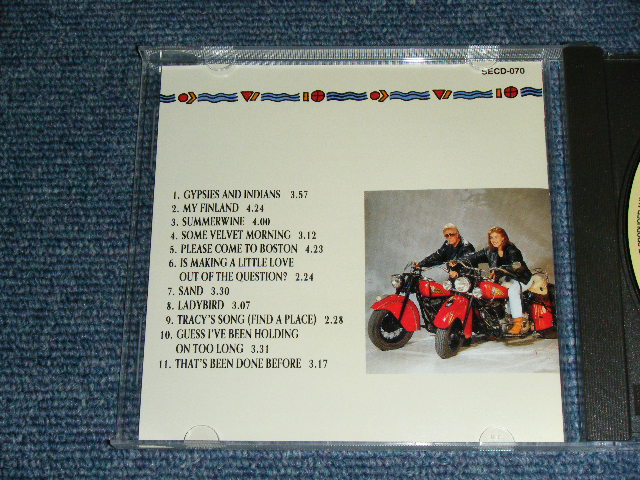 SECD-070
1. GYPSIES AND INDIANS 3.57
2. MY FINLAND 4.24
3. SUMMERWINE 4.00
4. SOME VELVET MORNING 3.12
5. PLEASE COME TO BOSTON 4.23
6. IS MAKING A LITTLE LOVE
OUT OF THE QUESTION? 2.24
7. SAND 3.30
8. LADYBIRD 3.07
9. TRACY'S SONG (FIND A PLACE) 2.28
10. GUESS I'VE BEEN HOLDING
ON TOO LONG 3.31
11. THAT'S BEEN DONE BEFORE 3.17